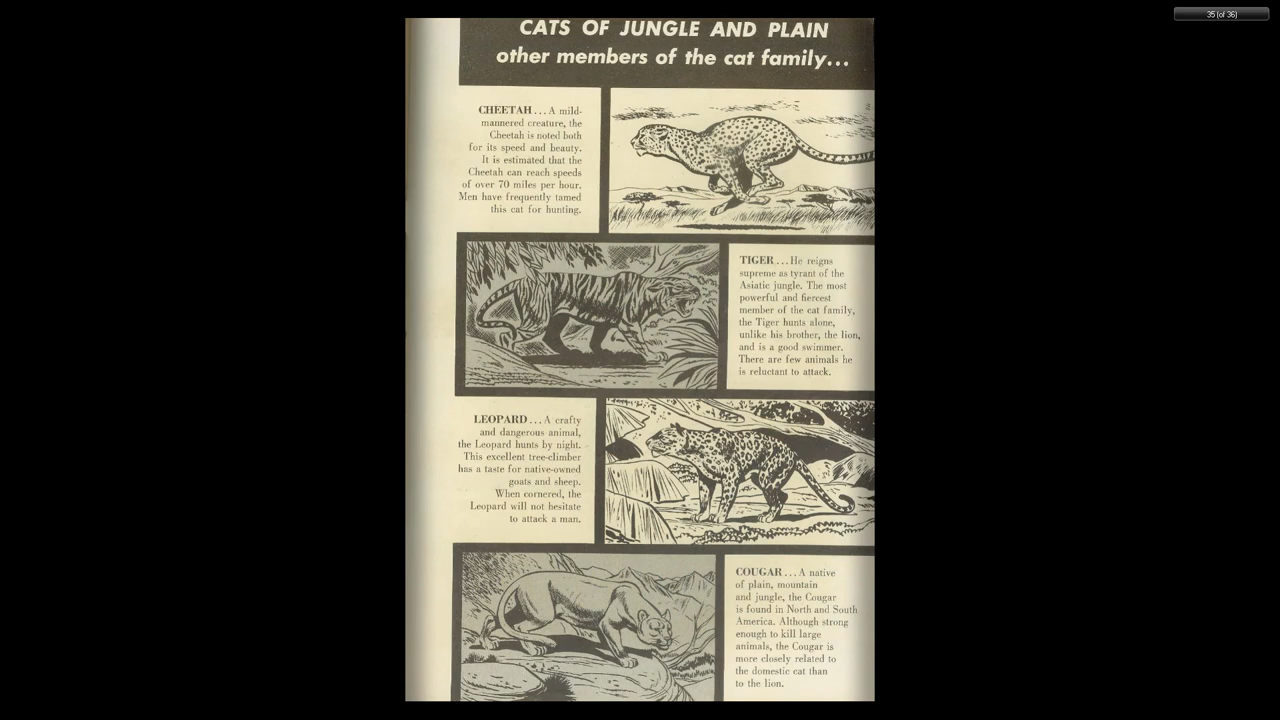 35 (of 36)
CATS OF JUNGLE AND PLAIN
other members of the cat family...
CHEETAH... A mild-
mannered creature, the
Cheetah is noted both
for its speed and beauty.
It is estimated that the
Cheetah can reach speeds
of over 70 miles per hour.
Men have frequently tamed
this cat for hunting.
TIGER... He reigns
supreme as tyrant of the
Asiatic jungle. The most
powerful and fiercest
member of the cat family,
the Tiger hunts alone,
unlike his brother, the lion,
and is a good swimmer.
There are few animals he
is reluctant to attack.
LEOPARD... A crafty
and dangerous animal,
the Leopard hunts by night.
This excellent tree-climber
has a taste for native-owned
goats and sheep.
When cornered, the
Leopard will not hesitate
to attack a man.
COUGAR... A native
of plain, mountain
and jungle, the Cougar
is found in North and South
America. Although strong
enough to kill large
animals, the Cougar is
more closely related to
the domestic cat than
to the lion.